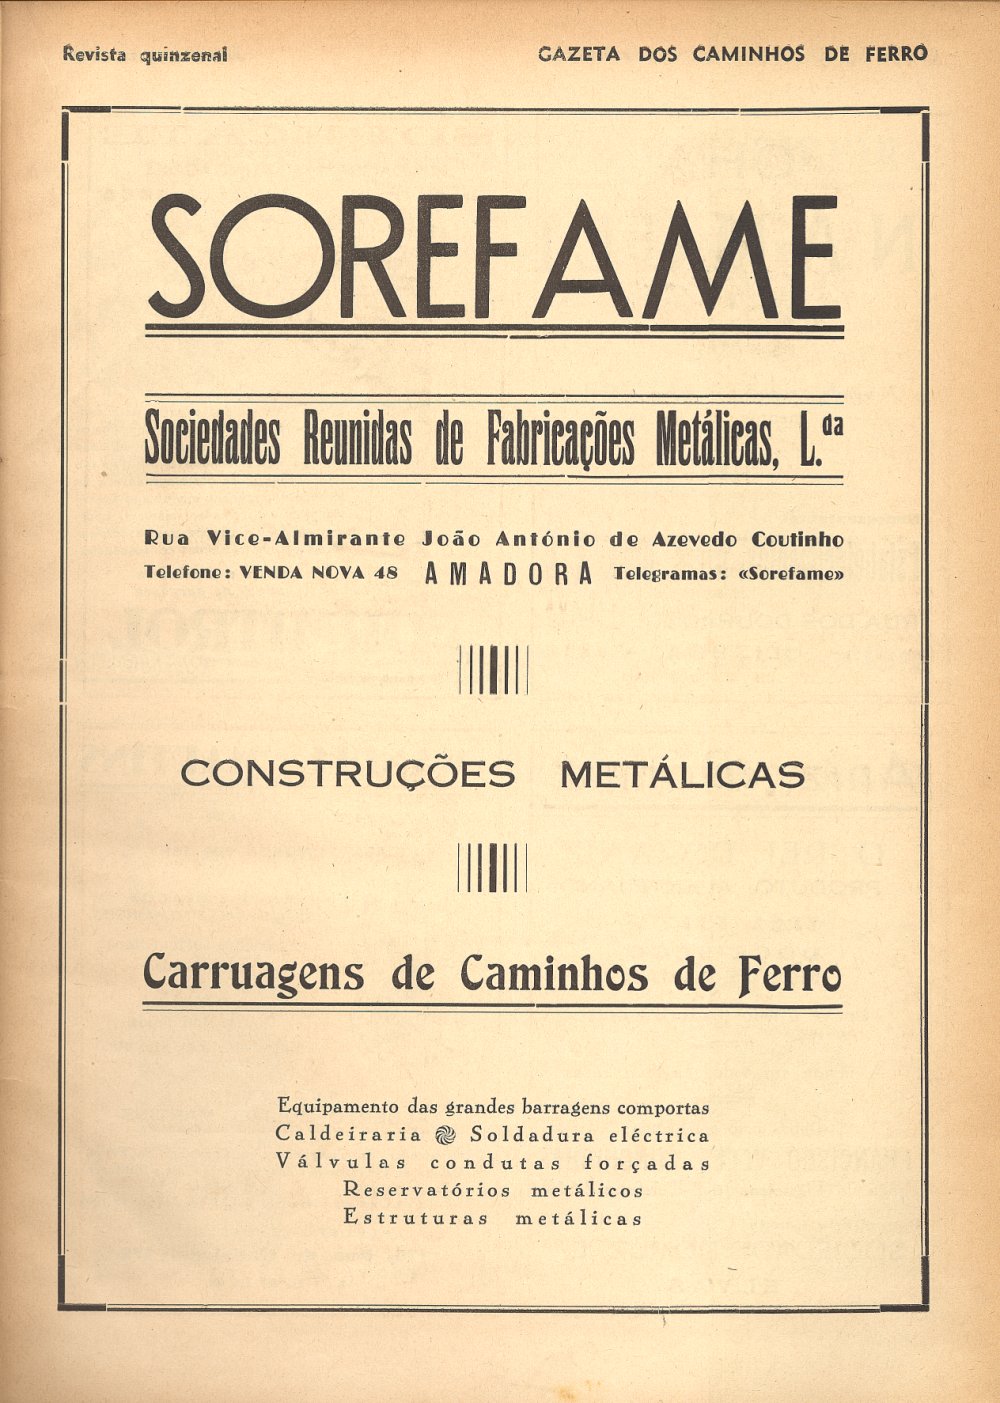 Revista quinzenal
GAZETA DOS CAMINHOS DE FERRO
SOREFAME
Sociedades Reunidas de Fabricações Metálicas, L.da
Rua Vice-Almirante João António de Azevedo Coutinho
Telefone: VENDA NOVA 48 AMADORA Telegramas: «Sorefame»
CONSTRUÇÕES METÁLICAS
Carruagens de Caminhos de Ferro
Equipamento das grandes barragens comportas
Caldeiraria Soldadura eléctrica
Válvulas condutas forçadas
Reservatórios metálicos
Estruturas metálicas